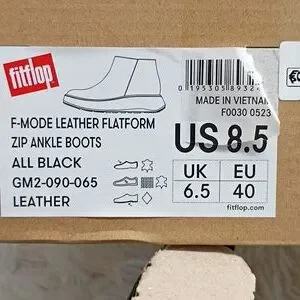 fitflop
0195305893240
MADE IN VIETNAM
F0030 0523
F-MODE LEATHER FLATFORM
ZIP ANKLE BOOTS
ALL BLACK
GM2-090-065
LEATHER
US 8.5
UK EU
6.5 40
fitflop.com